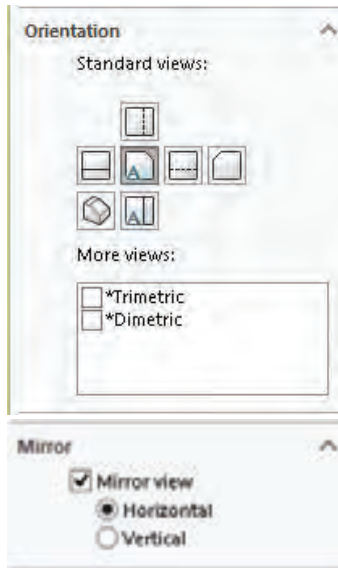 Orientation
Standard views:
A
A
More views:
*Trimetric
*Dimetric
Mirror
Mirror view
Horizontal
Vertical